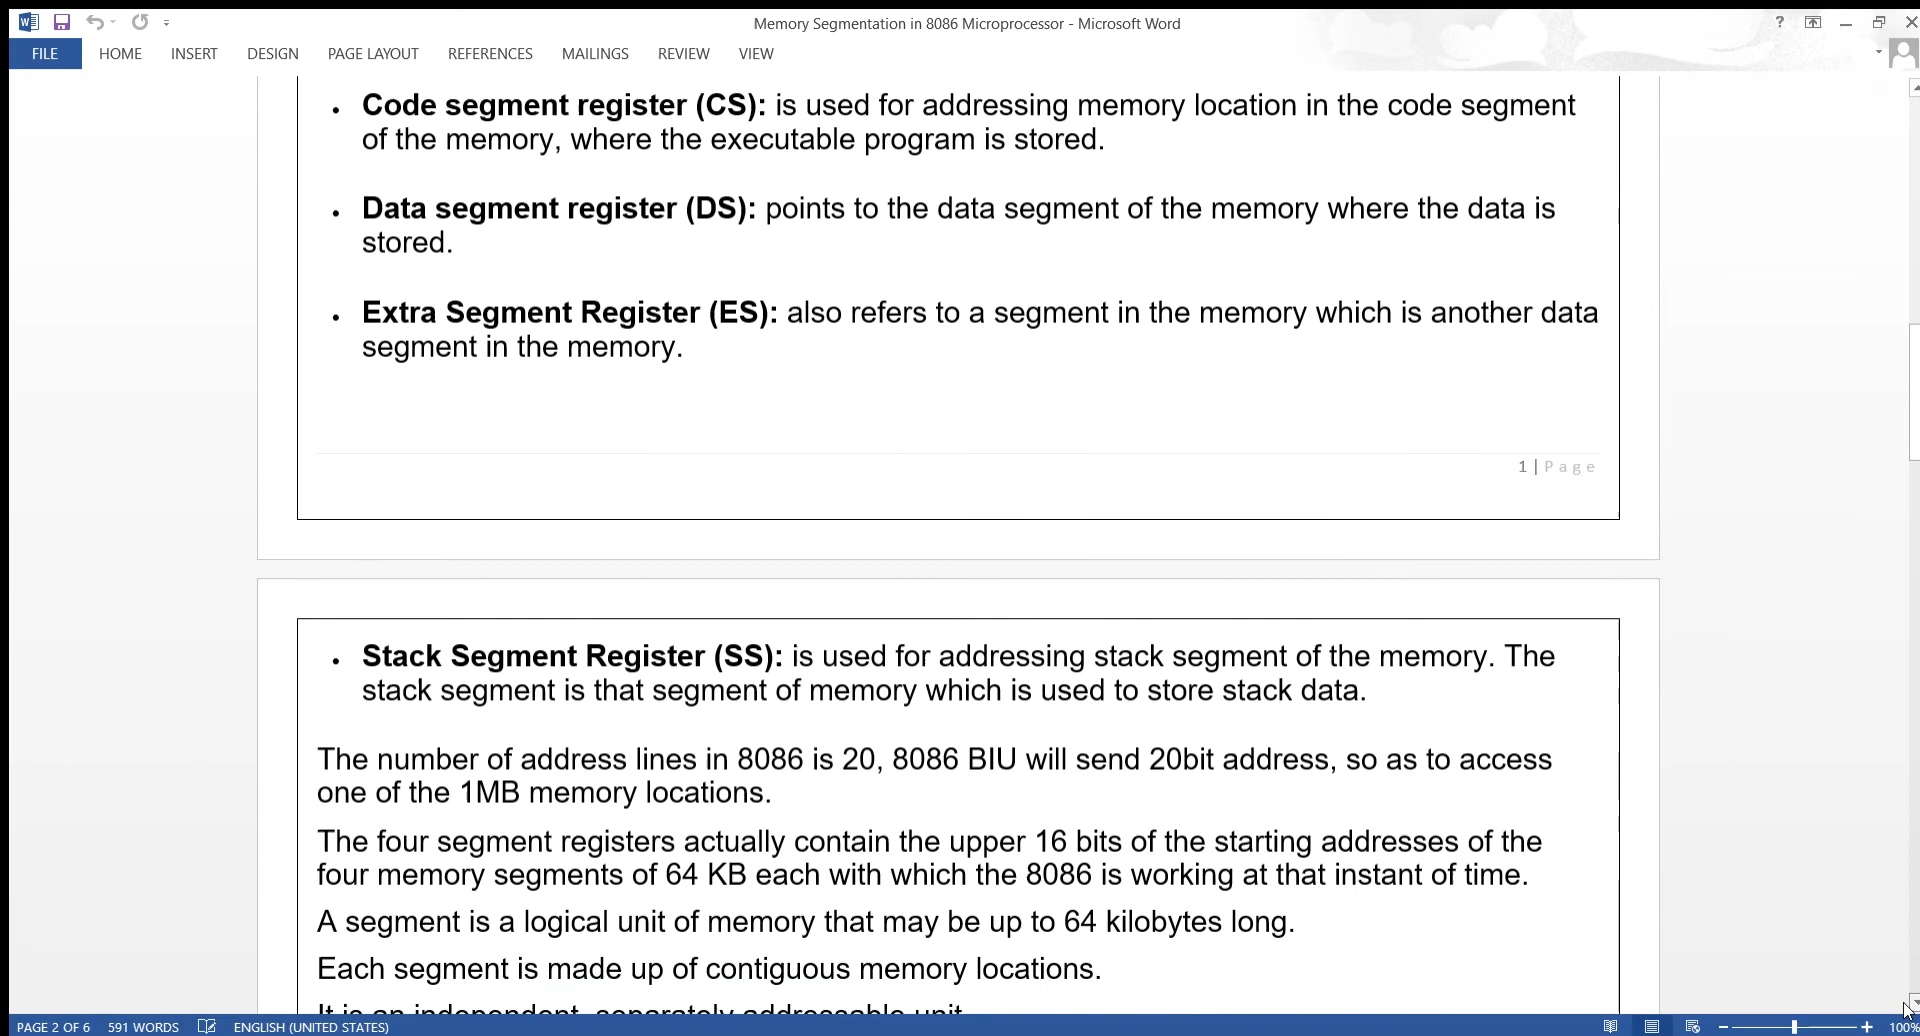 Memory Segmentation in 8086 Microprocessor - Microsoft Word
?
FILE HOME INSERT DESIGN PAGE LAYOUT REFERENCES MAILINGS REVIEW VIEW
• Code segment register (CS): is used for addressing memory location in the code segment
of the memory, where the executable program is stored.
• Data segment register (DS): points to the data segment of the memory where the data is
stored.
• Extra Segment Register (ES): also refers to a segment in the memory which is another data
segment in the memory.
1 | Page
• Stack Segment Register (SS): is used for addressing stack segment of the memory. The
stack segment is that segment of memory which is used to store stack data.
The number of address lines in 8086 is 20, 8086 BIU will send 20bit address, so as to access
one of the 1MB memory locations.
The four segment registers actually contain the upper 16 bits of the starting addresses of the
four memory segments of 64 KB each with which the 8086 is working at that instant of time.
A segment is a logical unit of memory that may be up to 64 kilobytes long.
Each segment is made up of contiguous memory locations.
It is an independent, separately addressable unit.
PAGE 2 OF 6 591 WORDS ENGLISH (UNITED STATES) 100%